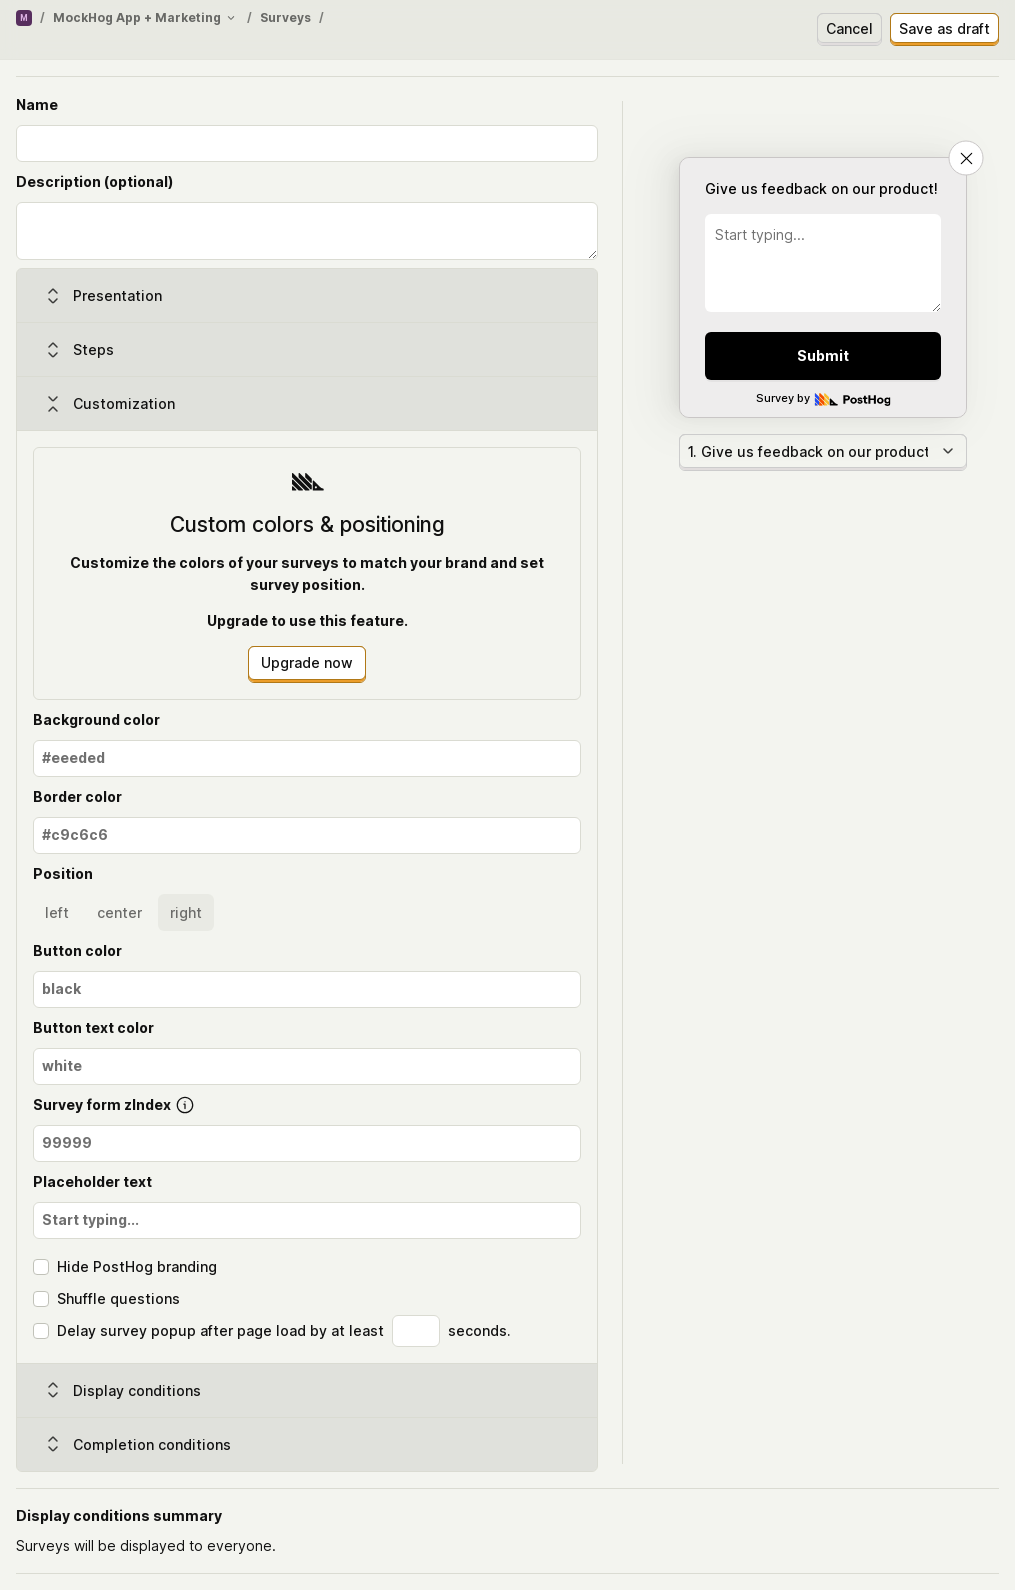 M / MockHog App + Marketing / Surveys /
Cancel
Save as draft
Name
Description (optional)
Presentation
Steps
Customization
Custom colors & positioning
Customize the colors of your surveys to match your brand and set
survey position.
Upgrade to use this feature.
Upgrade now
Background color
#eeeded
Border color
#c9c6c6
Position
left center right
Button color
black
Button text color
white
Survey form zIndex
99999
Placeholder text
Start typing...
Hide PostHog branding
Shuffle questions
Delay survey popup after page load by at least seconds.
Display conditions
Completion conditions
Give us feedback on our product!
Start typing...
Submit
Survey by PostHog
1. Give us feedback on our product
Display conditions summary
Surveys will be displayed to everyone.